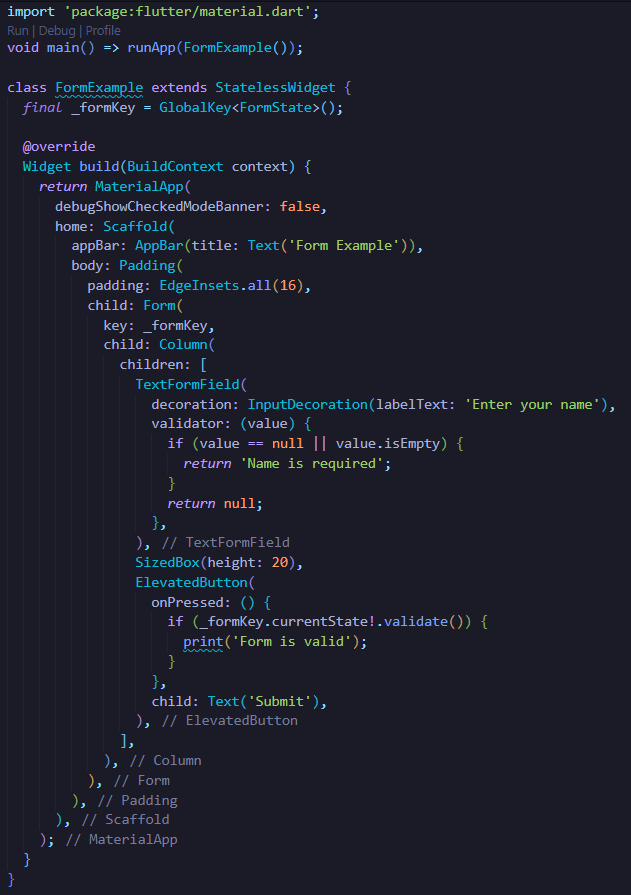 import 'package:flutter/material.dart';
Run | Debug | Profile
void main() => runApp(FormExample());

class FormExample extends StatelessWidget {
  final _formKey = GlobalKey<FormState>();

  @override
  Widget build(BuildContext context) {
    return MaterialApp(
      debugShowCheckedModeBanner: false,
      home: Scaffold(
        appBar: AppBar(title: Text('Form Example')),
        body: Padding(
          padding: EdgeInsets.all(16),
          child: Form(
            key: _formKey,
            child: Column(
              children: [
                TextFormField(
                  decoration: InputDecoration(labelText: 'Enter your name'),
                  validator: (value) {
                    if (value == null || value.isEmpty) {
                      return 'Name is required';
                    }
                    return null;
                  },
                ), // TextFormField
                SizedBox(height: 20),
                ElevatedButton(
                  onPressed: () {
                    if (_formKey.currentState!.validate()) {
                      print('Form is valid');
                    }
                  },
                  child: Text('Submit'),
                ), // ElevatedButton
              ],
            ), // Column
          ), // Form
        ), // Padding
      ), // Scaffold
    ); // MaterialApp
  }
}